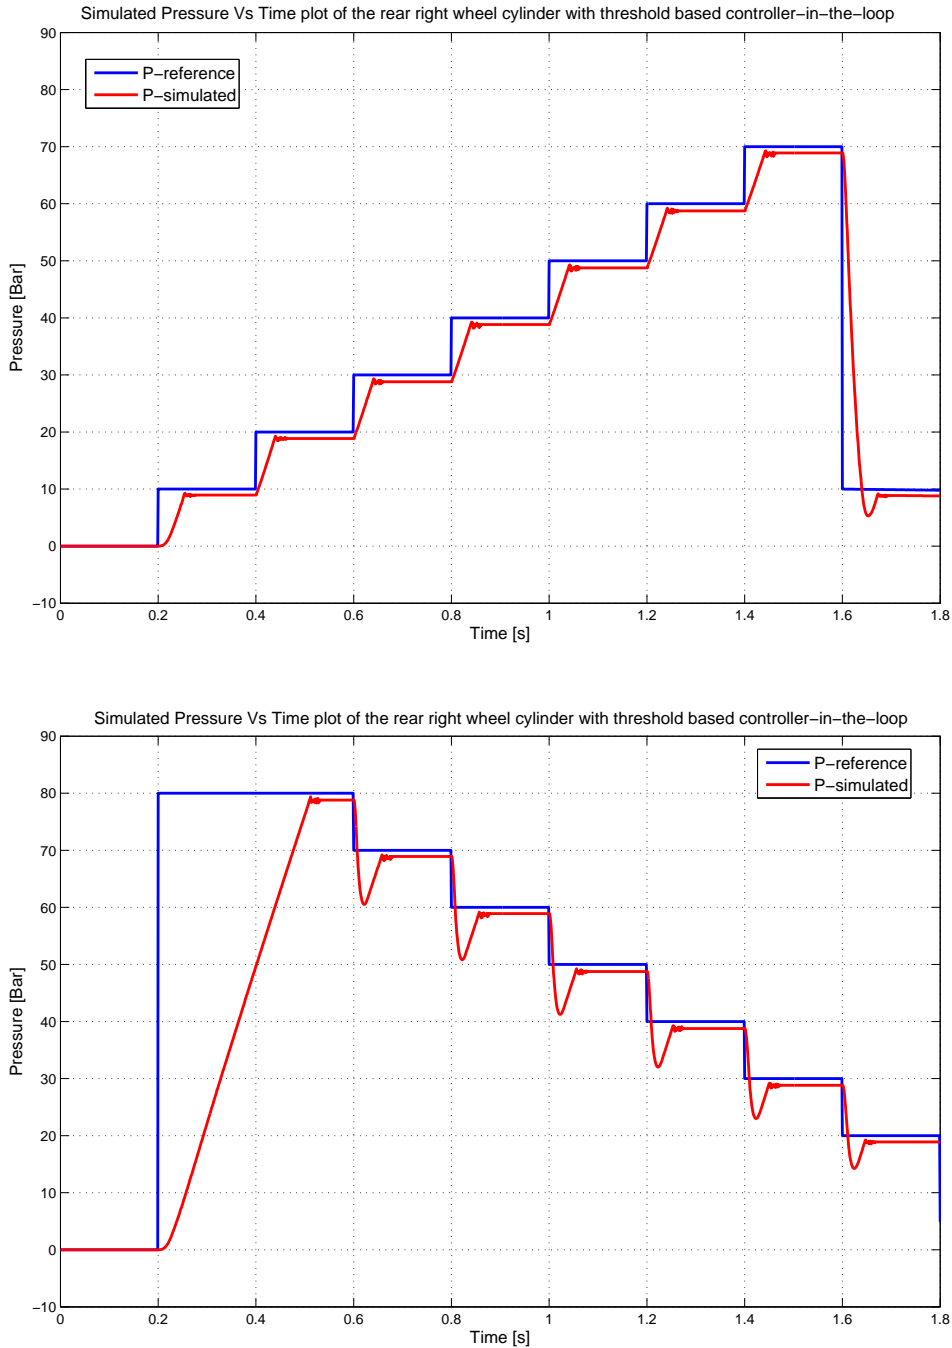 Simulated Pressure Vs Time plot of the rear right wheel cylinder with threshold based controller−in−the−loop
90
80
70
60
50
40
30
20
10
0
−10
Pressure [Bar]
P−reference
P−simulated
0 0.2 0.4 0.6 0.8 1 1.2 1.4 1.6 1.8
Time [s]
Simulated Pressure Vs Time plot of the rear right wheel cylinder with threshold based controller−in−the−loop
90
80
70
60
50
40
30
20
10
0
−10
Pressure [Bar]
P−reference
P−simulated
0 0.2 0.4 0.6 0.8 1 1.2 1.4 1.6 1.8
Time [s]